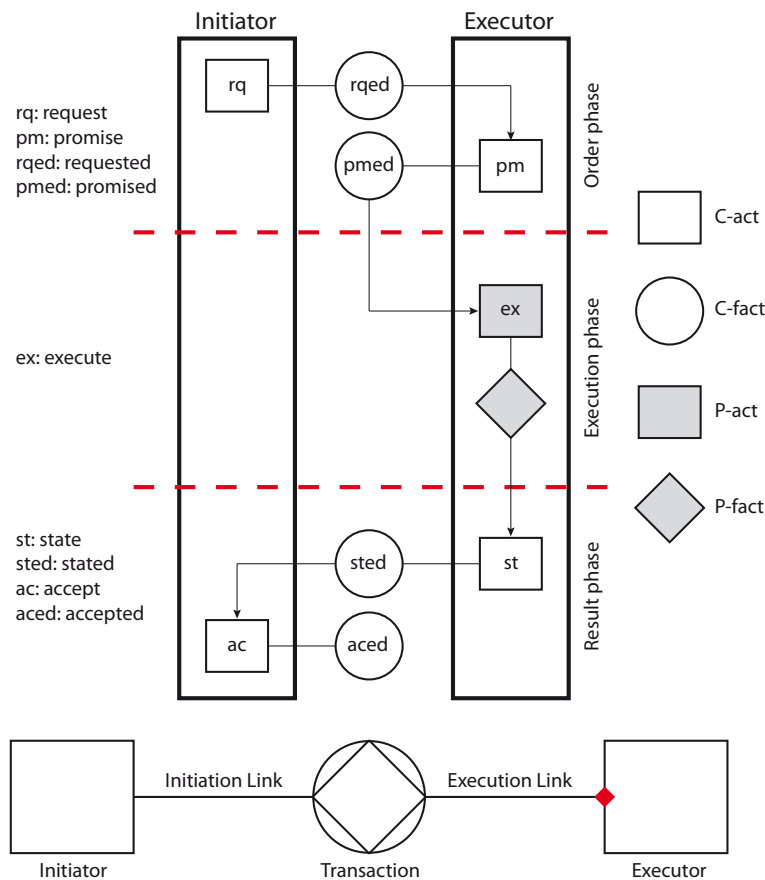 Initiator
Executor
rq
rqed
rq: request
pm: promise
rqed: requested
pmed: promised
pmed
pm
Order phase
C-act
ex
C-fact
ex: execute
Execution phase
P-act
P-fact
st: state
sted: stated
ac: accept
aced: accepted
sted
st
Result phase
ac
aced
Initiation Link
Execution Link
Initiator
Transaction
Executor